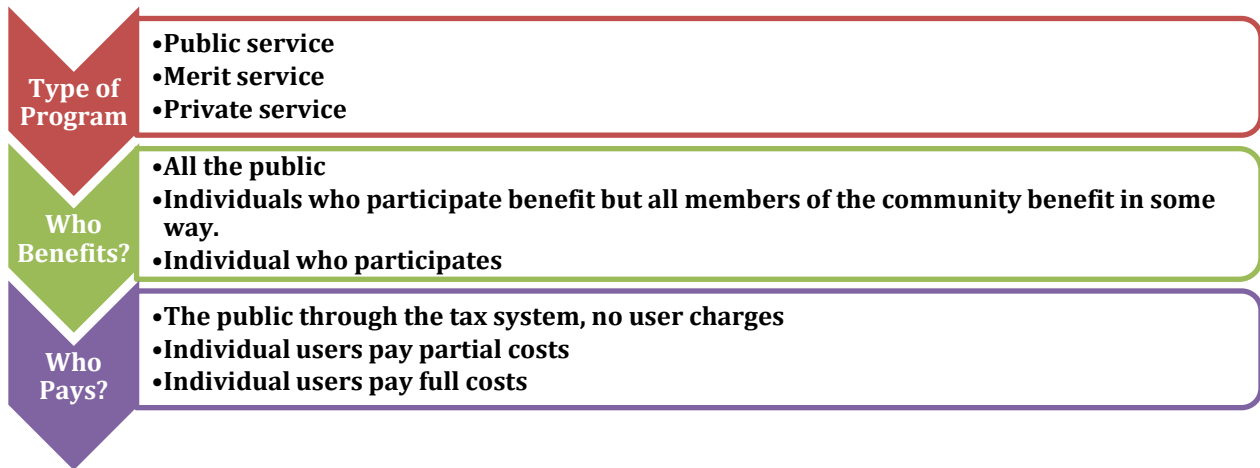 Type of
Program
•Public service
•Merit service
•Private service
Who
Benefits?
•All the public
•Individuals who participate benefit but all members of the community benefit in some
way.
•Individual who participates
Who
Pays?
•The public through the tax system, no user charges
•Individual users pay partial costs
•Individual users pay full costs